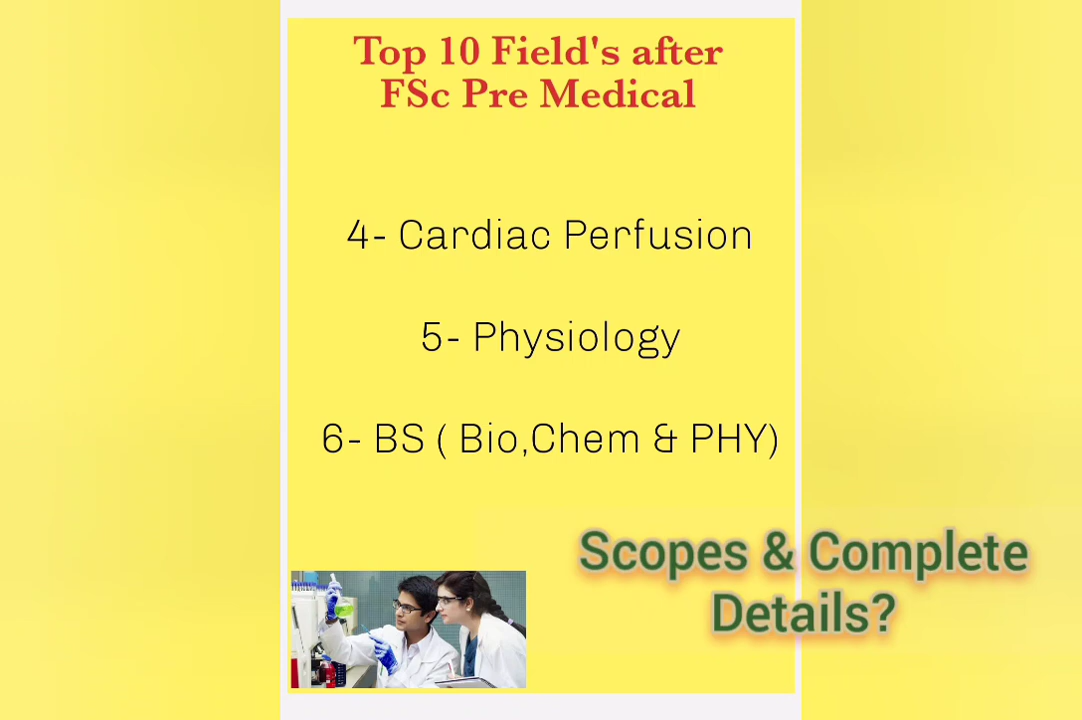 Top 10 Field's after
FSc Pre Medical
4- Cardiac Perfusion
5- Physiology
6- BS ( Bio,Chem & PHY)
Scopes & Complete
Details?